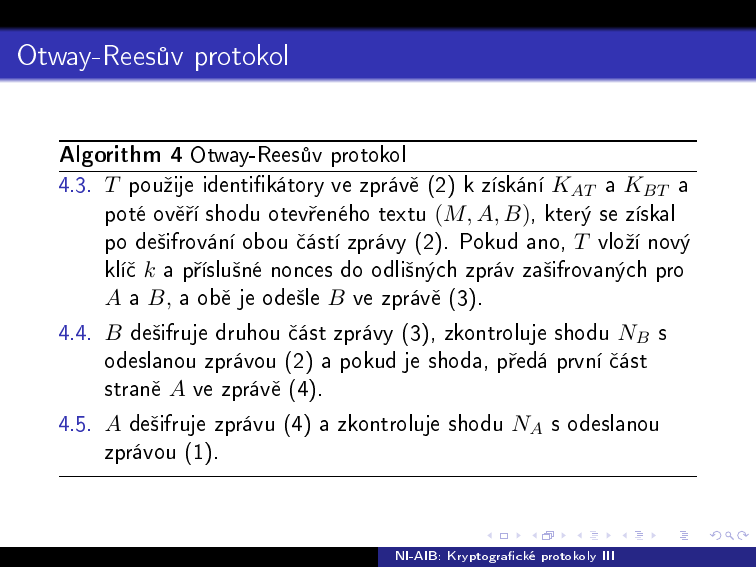 Otway-Reesův protokol
Algorithm 4 Otway-Reesův protokol
4.3. T použije identifikátory ve zprávě (2) k získání K_{AT} a K_{BT} a
poté ověří shodu otevřeného textu (M, A, B), který se získal
po dešifrování obou částí zprávy (2). Pokud ano, T vloží nový
klíč k a příslušné nonces do odlišných zpráv zašifrovaných pro
A a B, a obě je odešle B ve zprávě (3).
4.4. B dešifruje druhou část zprávy (3), zkontroluje shodu N_B s
odeslanou zprávou (2) a pokud je shoda, předá první část
straně A ve zprávě (4).
4.5. A dešifruje zprávu (4) a zkontroluje shodu N_A s odeslanou
zprávou (1).
NI-AIB: Kryptografické protokoly III